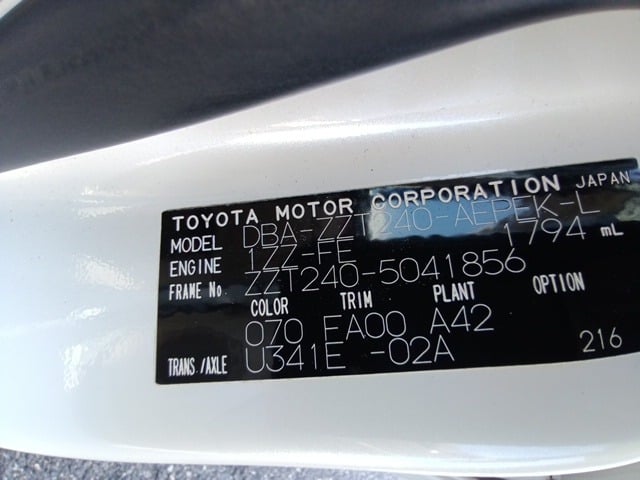 TOYOTA MOTOR CORPORATION JAPAN
MODEL DBA-ZZT240-AEPEK-L
ENGINE 1ZZ-FE 1794 mL
FRAME No. ZZT240-5041856
COLOR TRIM PLANT OPTION
070 EA00 A42
TRANS./AXLE U341E -02A 216